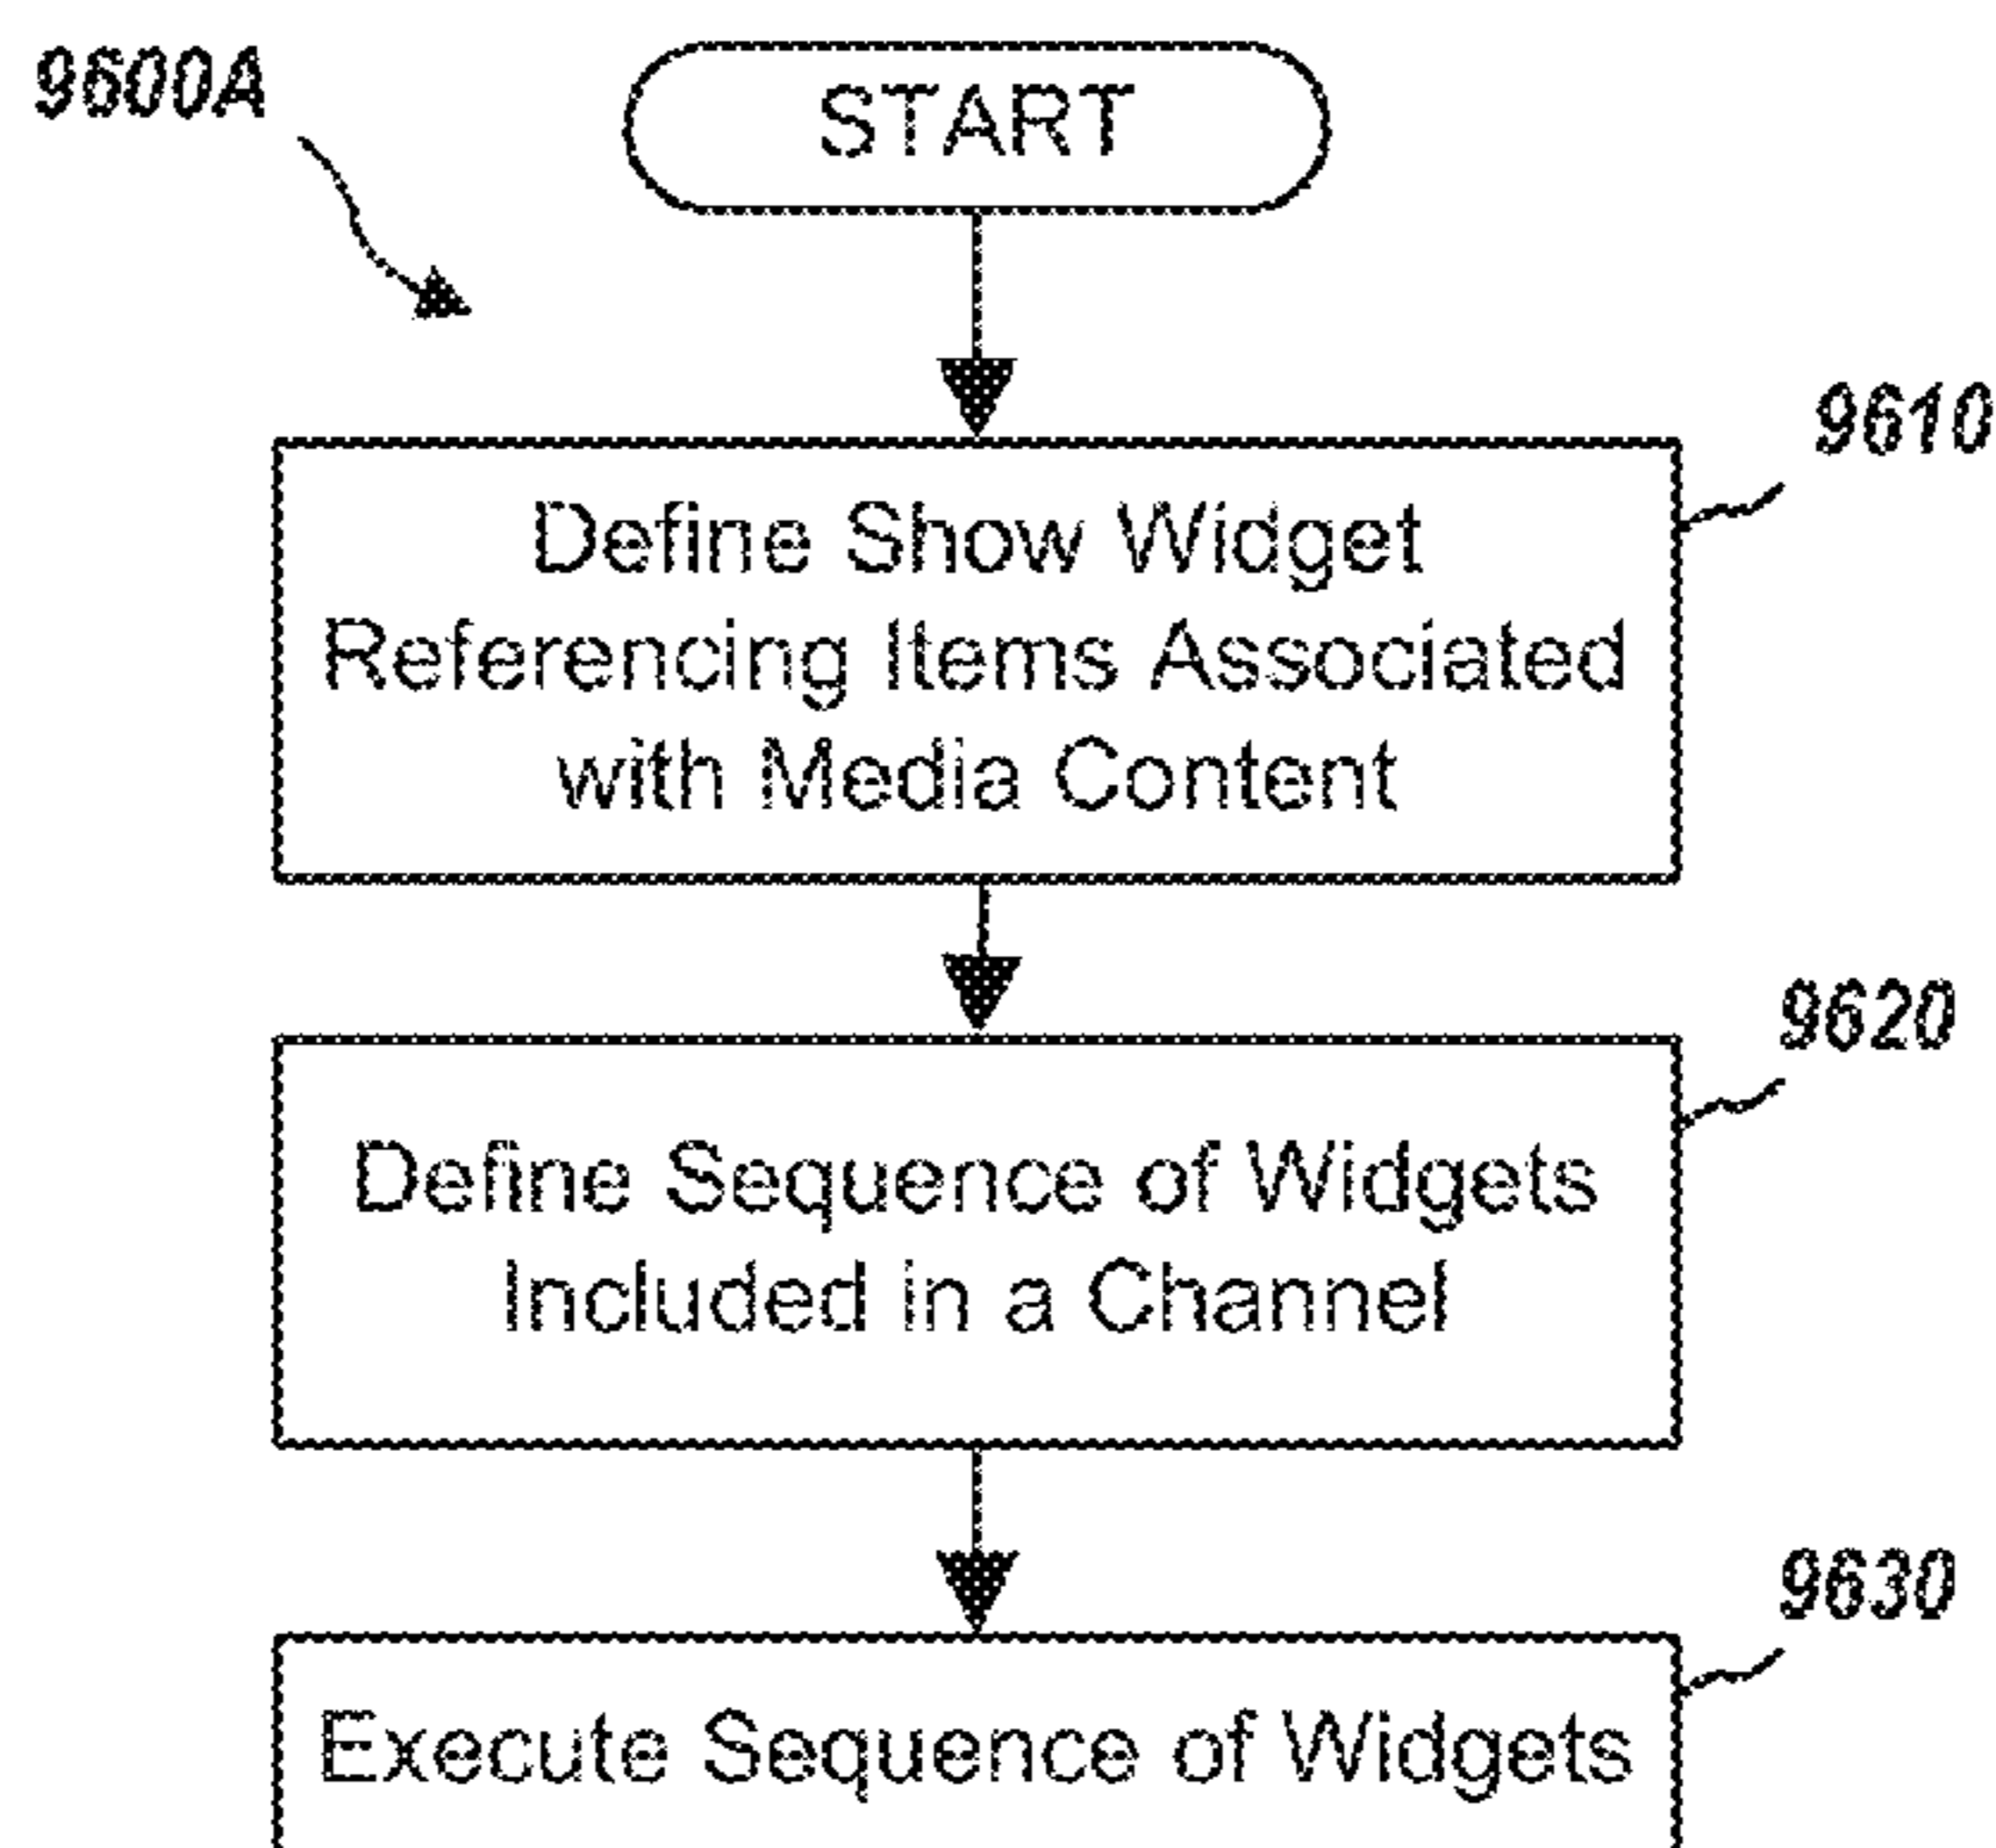 9600A
START
9610
Define Show Widget
Referencing Items Associated
with Media Content
9620
Define Sequence of Widgets
Included in a Channel
9630
Execute Sequence of Widgets